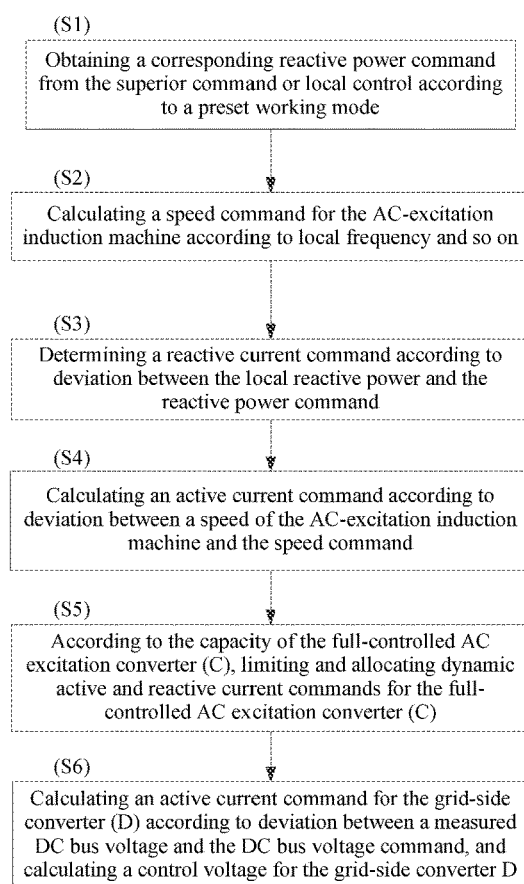 (S1)
Obtaining a corresponding reactive power command
from the superior command or local control according
to a preset working mode
(S2)
Calculating a speed command for the AC-excitation
induction machine according to local frequency and so on
(S3)
Determining a reactive current command according to
deviation between the local reactive power and the
reactive power command
(S4)
Calculating an active current command according to
deviation between a speed of the AC-excitation induction
machine and the speed command
(S5)
According to the capacity of the full-controlled AC
excitation converter (C), limiting and allocating dynamic
active and reactive current commands for the full-
controlled AC excitation converter (C)
(S6)
Calculating an active current command for the grid-side
converter (D) according to deviation between a measured
DC bus voltage and the DC bus voltage command, and
calculating a control voltage for the grid-side converter D